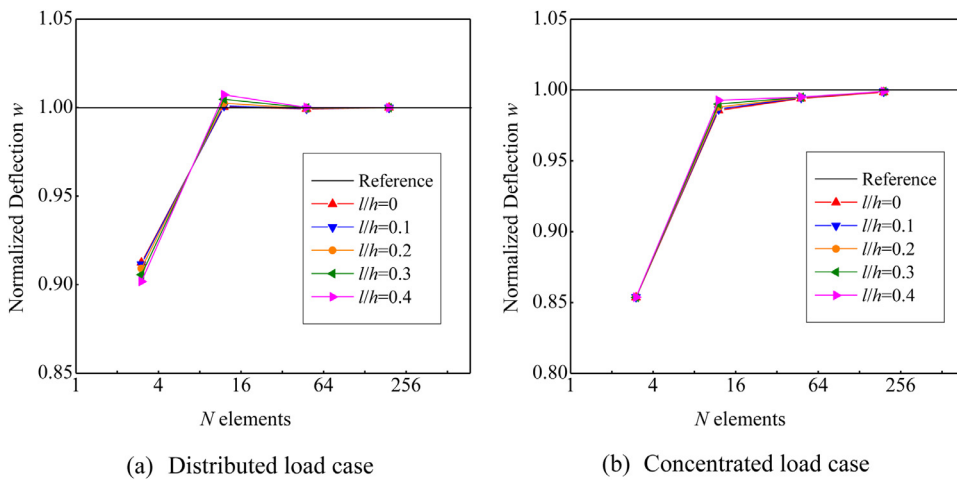 1.05
1.00
0.95
0.90
0.85
Normalized Deflection w
1 4 16 64 256
N elements
Reference
l/h=0
l/h=0.1
l/h=0.2
l/h=0.3
l/h=0.4
(a) Distributed load case
1.05
1.00
0.95
0.90
0.85
0.80
Normalized Deflection w
1 4 16 64 256
N elements
Reference
l/h=0
l/h=0.1
l/h=0.2
l/h=0.3
l/h=0.4
(b) Concentrated load case